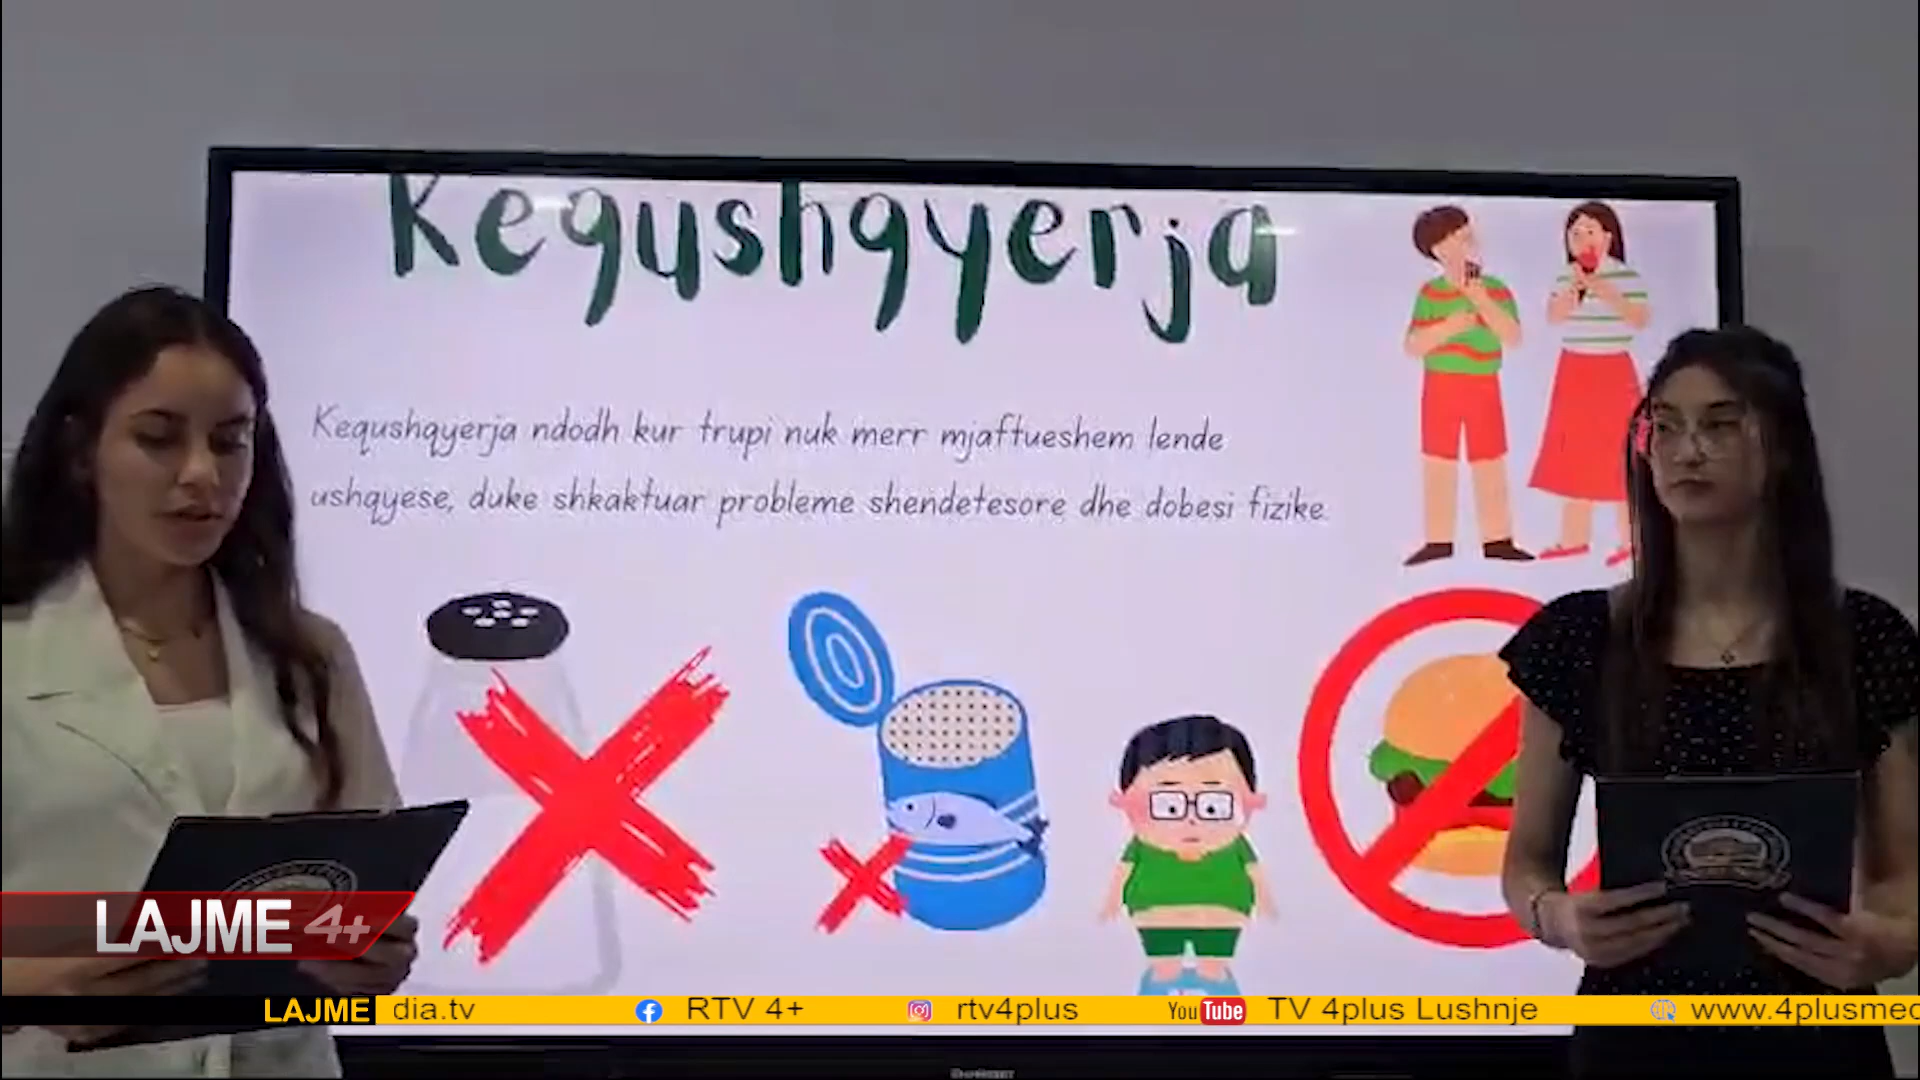 Kequshqyerja
Kequshqyerja ndodh kur trupi nuk merr mjaftueshem lende
ushqyese, duke shkaktuar probleme shendetesore dhe dobesi fizike.
LAJME 4+
LAJME dia.tv RTV 4+ rtv4plus YouTube TV 4plus Lushnje www.4plusmed